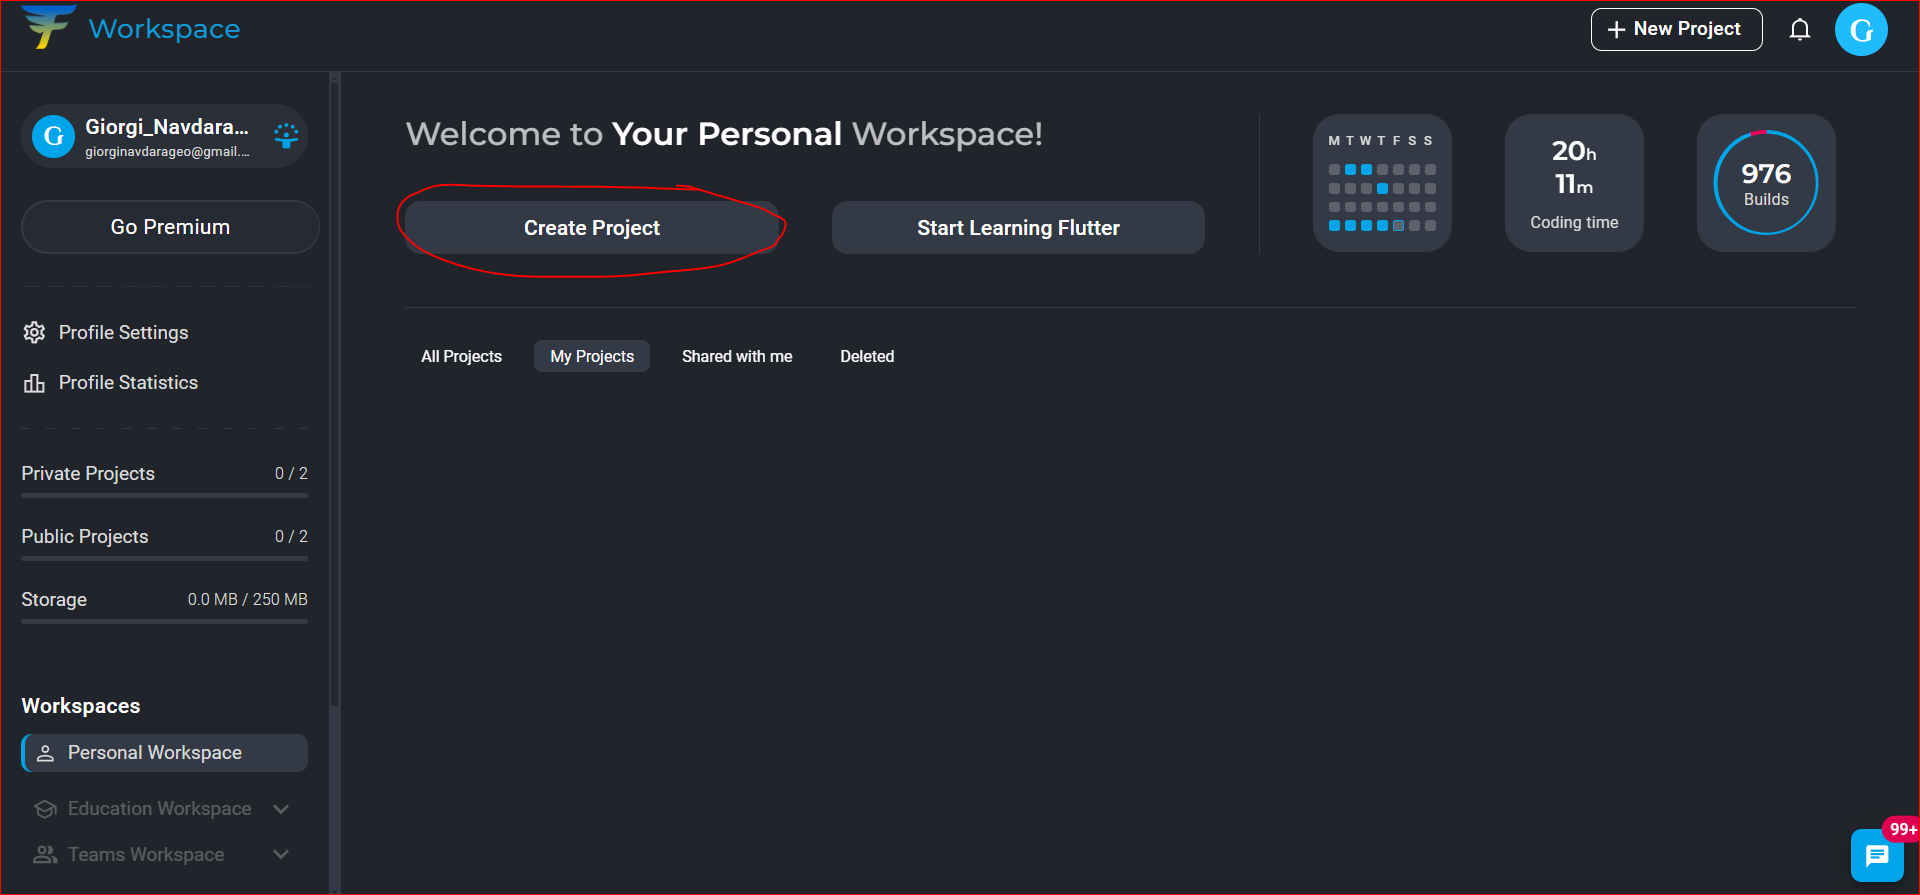 Workspace
+ New Project
G
G
Giorgi_Navdara...
giorginavdarageo@gmail....
Go Premium
Profile Settings
Profile Statistics
Private Projects 0 / 2
Public Projects 0 / 2
Storage 0.0 MB / 250 MB
Workspaces
Personal Workspace
Education Workspace
Teams Workspace
Welcome to Your Personal Workspace!
Create Project
Start Learning Flutter
M T W T F S S
20h
11m
Coding time
976
Builds
All Projects
My Projects
Shared with me
Deleted
99+